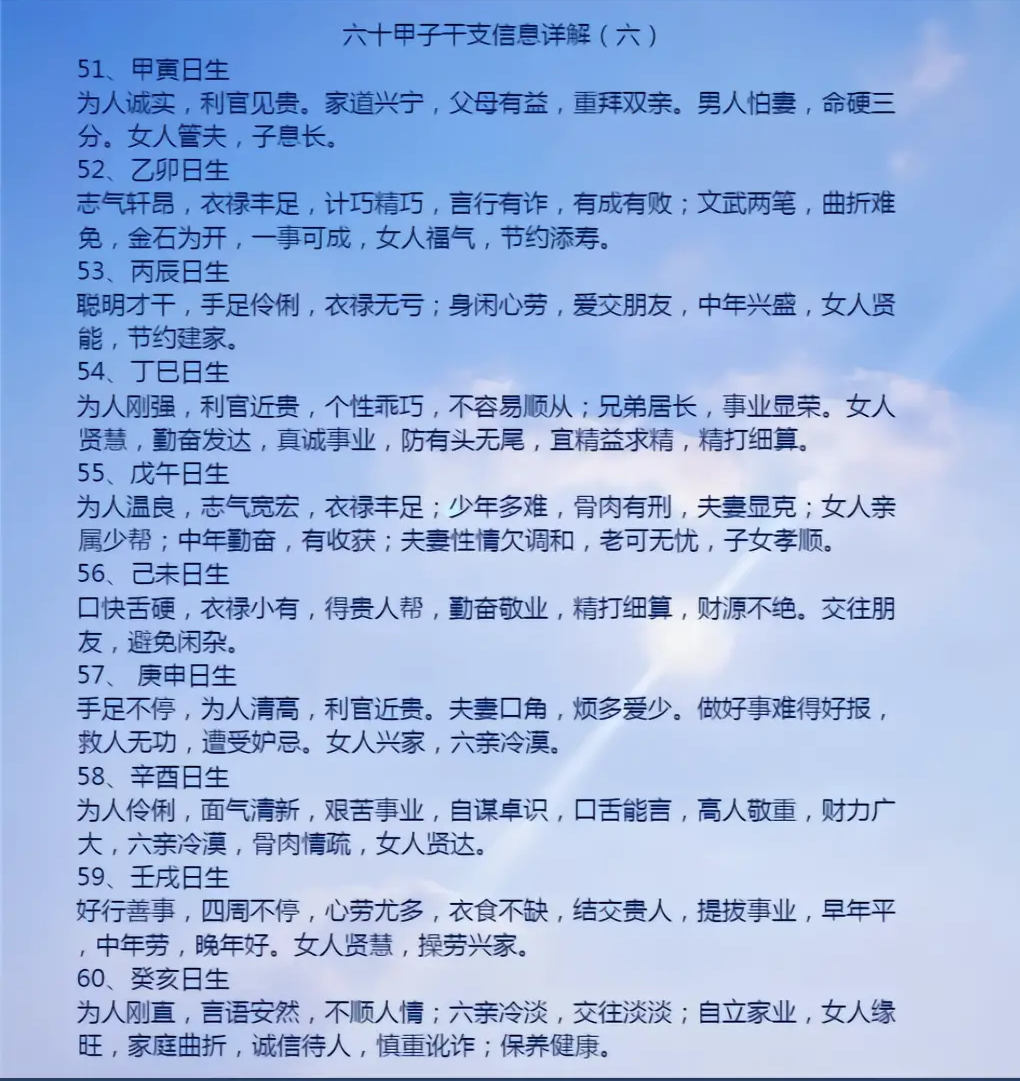 六十甲子干支信息详解（六）
51、甲寅日生
为人诚实，利官见贵。家道兴宁，父母有益，重拜双亲。男人怕妻，命硬三
分。女人管夫，子息长。
52、乙卯日生
志气轩昂，衣禄丰足，计巧精巧，言行有诈，有成有败；文武两笔，曲折难
免，金石为开，一事可成，女人福气，节约添寿。
53、丙辰日生
聪明才干，手足伶俐，衣禄无亏；身闲心劳，爱交朋友，中年兴盛，女人贤
能，节约建家。
54、丁巳日生
为人刚强，利官近贵，个性乖巧，不容易顺从；兄弟居长，事业显荣。女人
贤慧，勤奋发达，真诚事业，防有头无尾，宜精益求精，精打细算。
55、戊午日生
为人温良，志气宽宏，衣禄丰足；少年多难，骨肉有刑，夫妻显克；女人亲
属少帮；中年勤奋，有收获；夫妻性情欠调和，老可无忧，子女孝顺。
56、己未日生
口快舌硬，衣禄小有，得贵人帮，勤奋敬业，精打细算，财源不绝。交往朋
友，避免闲杂。
57、 庚申日生
手足不停，为人清高，利官近贵。夫妻口角，烦多爱少。做好事难得好报，
救人无功，遭受妒忌。女人兴家，六亲冷漠。
58、辛酉日生
为人伶俐，面气清新，艰苦事业，自谋卓识，口舌能言，高人敬重，财力广
大，六亲冷漠，骨肉情疏，女人贤达。
59、壬戌日生
好行善事，四周不停，心劳尤多，衣食不缺，结交贵人，提拔事业，早年平
，中年劳，晚年好。女人贤慧，操劳兴家。
60、癸亥日生
为人刚直，言语安然，不顺人情；六亲冷淡，交往淡淡；自立家业，女人缘
旺，家庭曲折，诚信待人，慎重讹诈；保养健康。